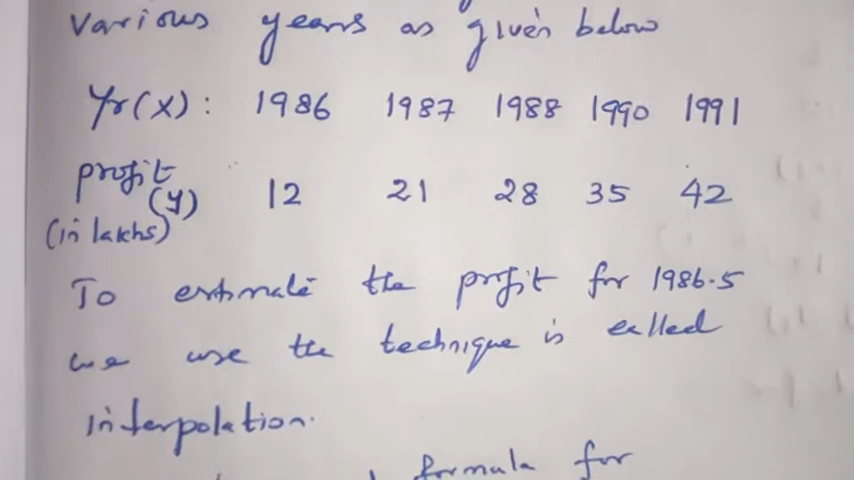 various years as given below
Yr(X): 1986 1987 1988 1990 1991
profit (y) 12 21 28 35 42
(in lakhs)
To estimate the profit for 1986.5
we use the technique is called
interpolation.
formula for